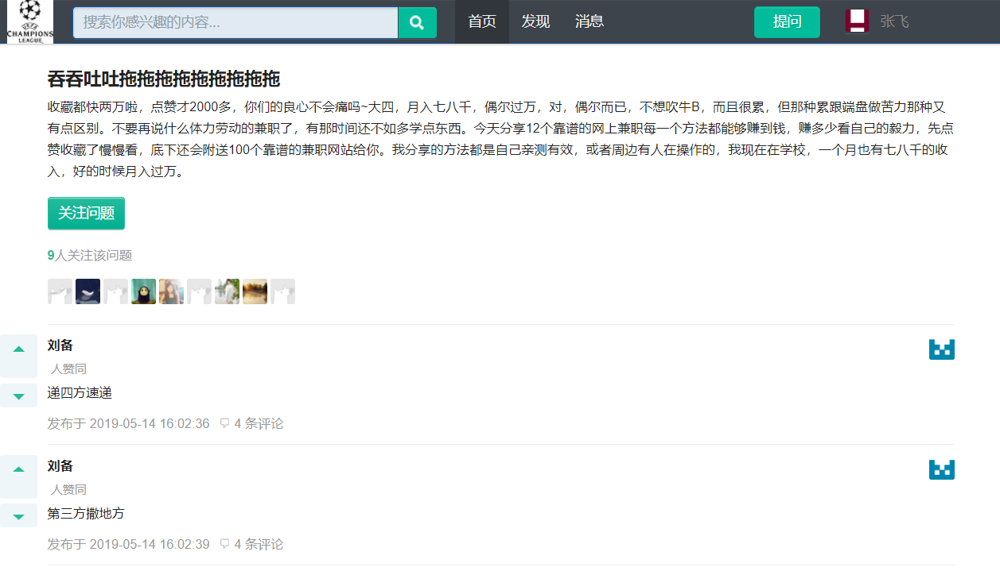 CHAMPIONS
LEAGUE
搜索你感兴趣的内容...
首页 发现 消息
提问
张飞
吞吞吐吐拖拖拖拖拖拖拖拖拖
收藏都快两万啦，点赞才2000多，你们的良心不会痛吗~大四，月入七八千，偶尔过万，对，偶尔而已，不想吹牛B，而且很累，但那种累跟端盘做苦力那种又
有点区别。不要再说什么体力劳动的兼职了，有那时间还不如多学点东西。今天分享12个靠谱的网上兼职每一个方法都能够赚到钱，赚多少看自己的毅力，先点
赞收藏了慢慢看，底下还会附送100个靠谱的兼职网站给你。我分享的方法都是自己亲测有效，或者周边有人在操作的，我现在在学校，一个月也有七八千的收
入，好的时候月入过万。
关注问题
9人关注该问题
刘备
人赞同
递四方速递
发布于 2019-05-14 16:02:36 4 条评论
刘备
人赞同
第三方撒地方
发布于 2019-05-14 16:02:39 4 条评论